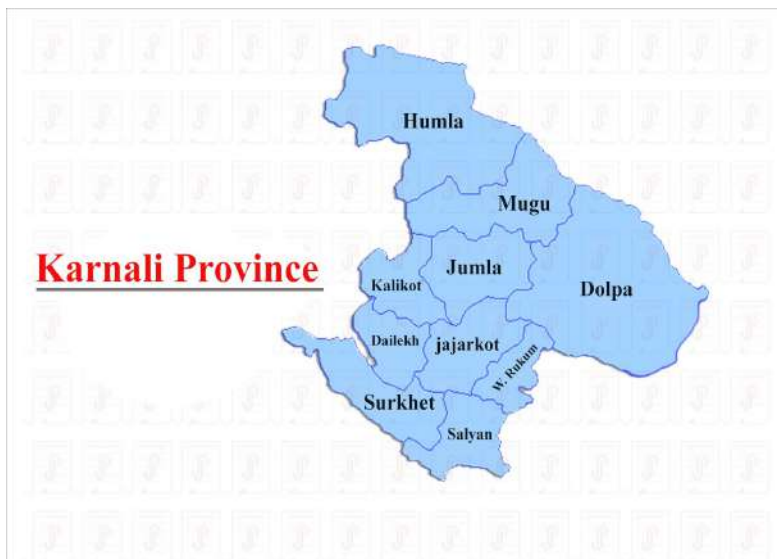 Humla
Mugu
Karnali Province
Jumla
Kalikot
Dolpa
Dailekh
jajarkot
W. Rukum
Surkhet
Salyan